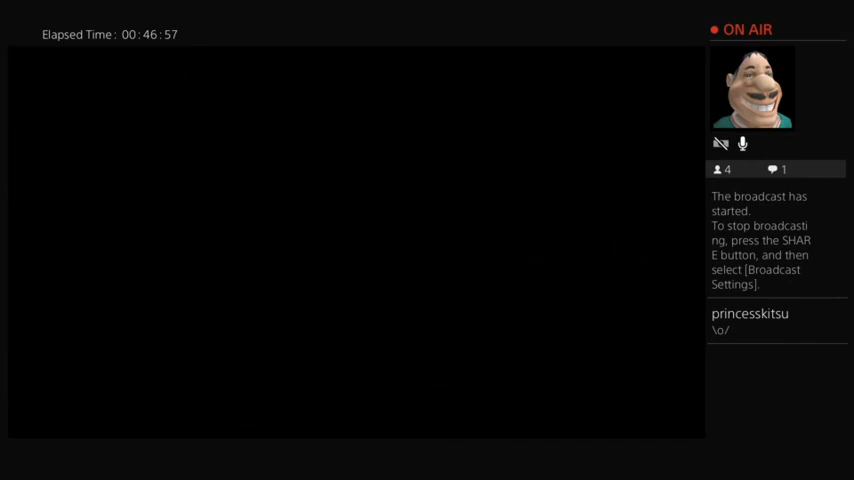 Elapsed Time: 00:46:57
ON AIR
4 1
The broadcast has
started.
To stop broadcasti
ng, press the SHAR
E button, and then
select [Broadcast
Settings].
princesskitsu
\o/